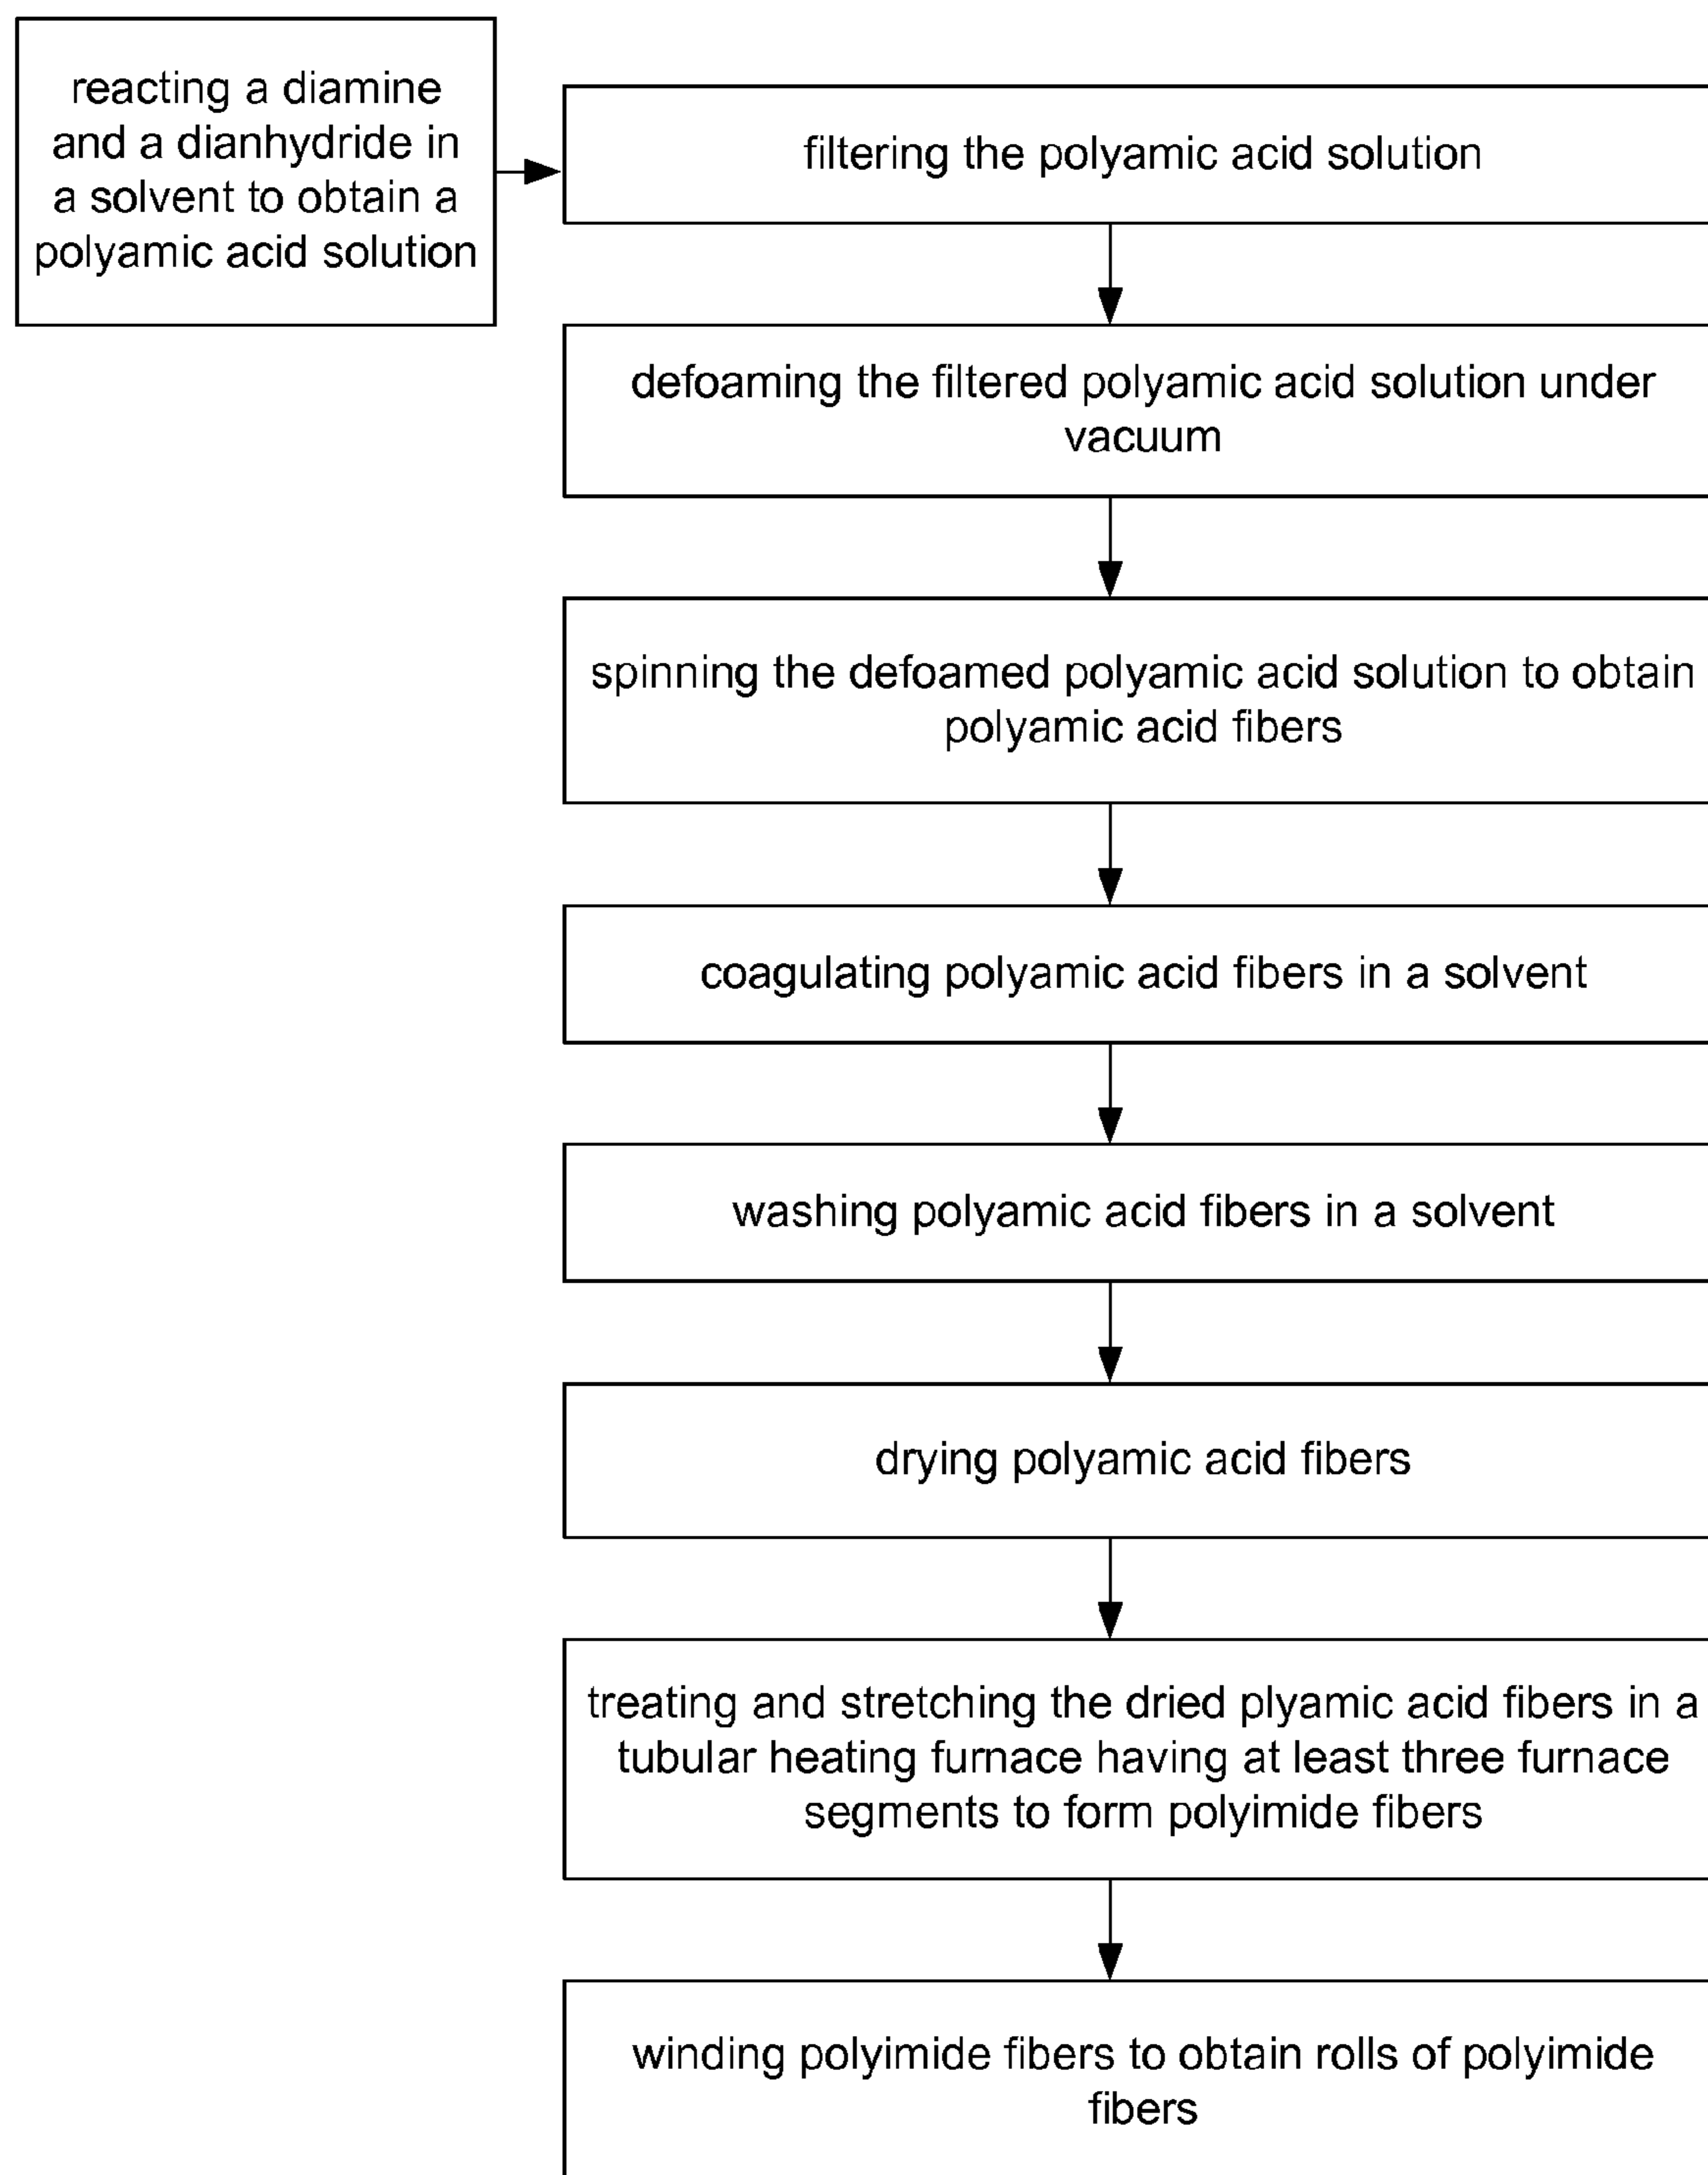 reacting a diamine
and a dianhydride in
a solvent to obtain a
polyamic acid solution
filtering the polyamic acid solution
defoaming the filtered polyamic acid solution under
vacuum
spinning the defoamed polyamic acid solution to obtain
polyamic acid fibers
coagulating polyamic acid fibers in a solvent
washing polyamic acid fibers in a solvent
drying polyamic acid fibers
treating and stretching the dried plyamic acid fibers in a
tubular heating furnace having at least three furnace
segments to form polyimide fibers
winding polyimide fibers to obtain rolls of polyimide
fibers